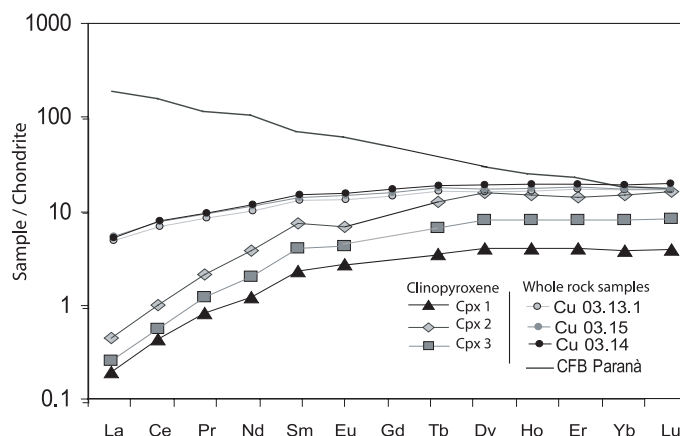 1000
100
10
1
0.1
Sample / Chondrite
Clinopyroxene
Cpx 1
Cpx 2
Cpx 3
Whole rock samples
Cu 03.13.1
Cu 03.15
Cu 03.14
CFB Paranà
La Ce Pr Nd Sm Eu Gd Tb Dy Ho Er Yb Lu